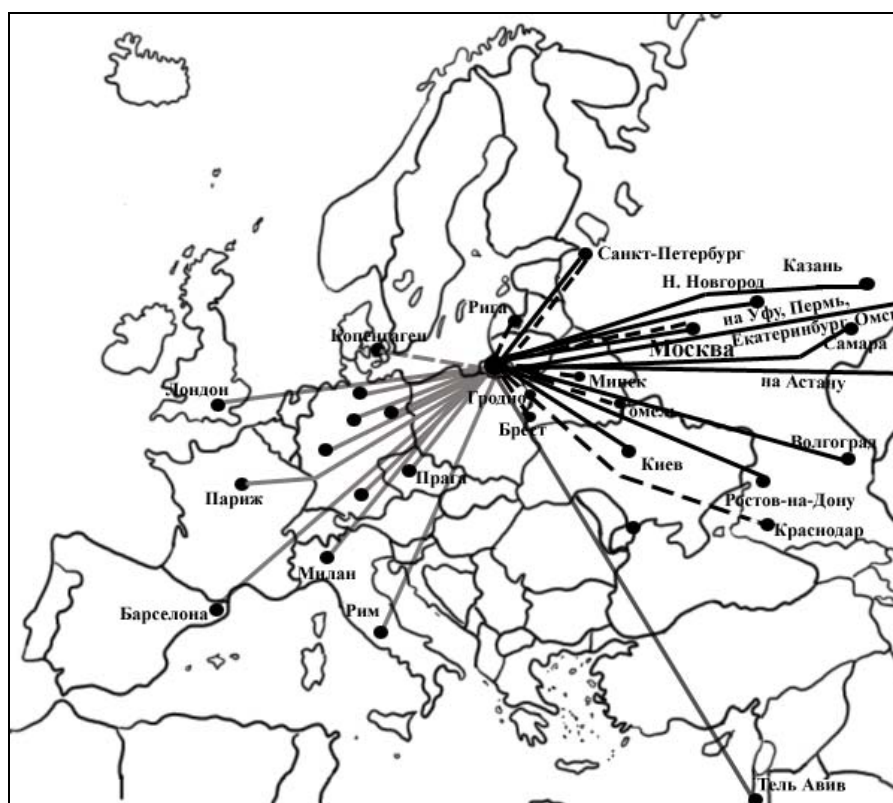 Санкт-Петербург
Казань
Н. Новгород
Рига
на Уфу, Пермь,
Екатеринбург, Омск
Копенгаген
Москва
Самара
Минск
на Астану
Лондон
Гродно
Гомель
Брест
Волгоград
Киев
Прага
Париж
Ростов-на-Дону
Краснодар
Милан
Барселона
Рим
Тель Авив